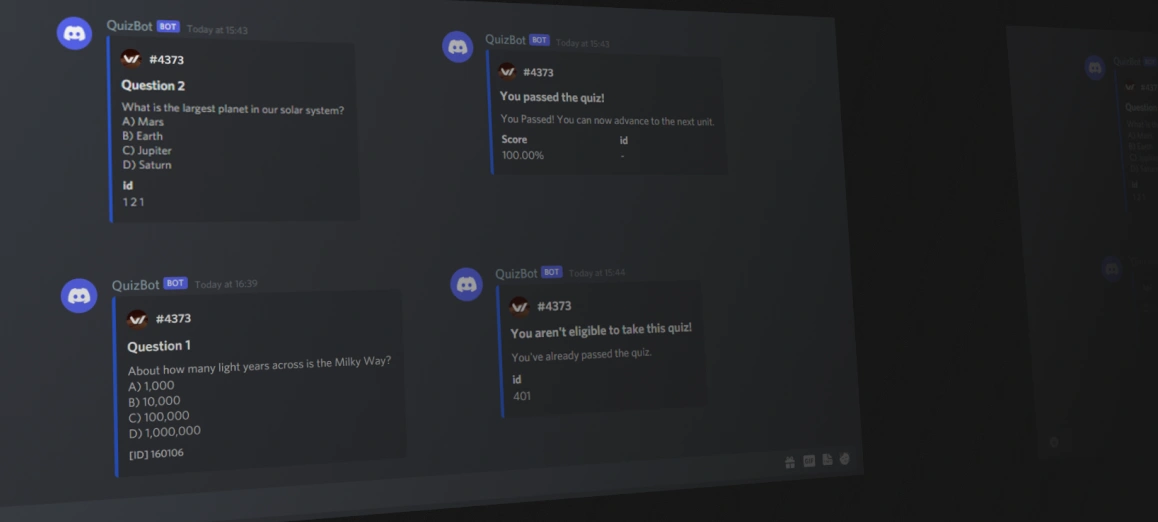 QuizBot BOT Today at 15:43
#4373
Question 2
What is the largest planet in our solar system?
A) Mars
B) Earth
C) Jupiter
D) Saturn
id
121
QuizBot BOT Today at 15:43
#4373
You passed the quiz!
You Passed! You can now advance to the next unit.
Score id
100.00% -
QuizBot BOT Today at 16:39
#4373
Question 1
About how many light years across is the Milky Way?
A) 1,000
B) 10,000
C) 100,000
D) 1,000,000
[ID] 160106
QuizBot BOT Today at 15:44
#4373
You aren't eligible to take this quiz!
You've already passed the quiz.
id
401